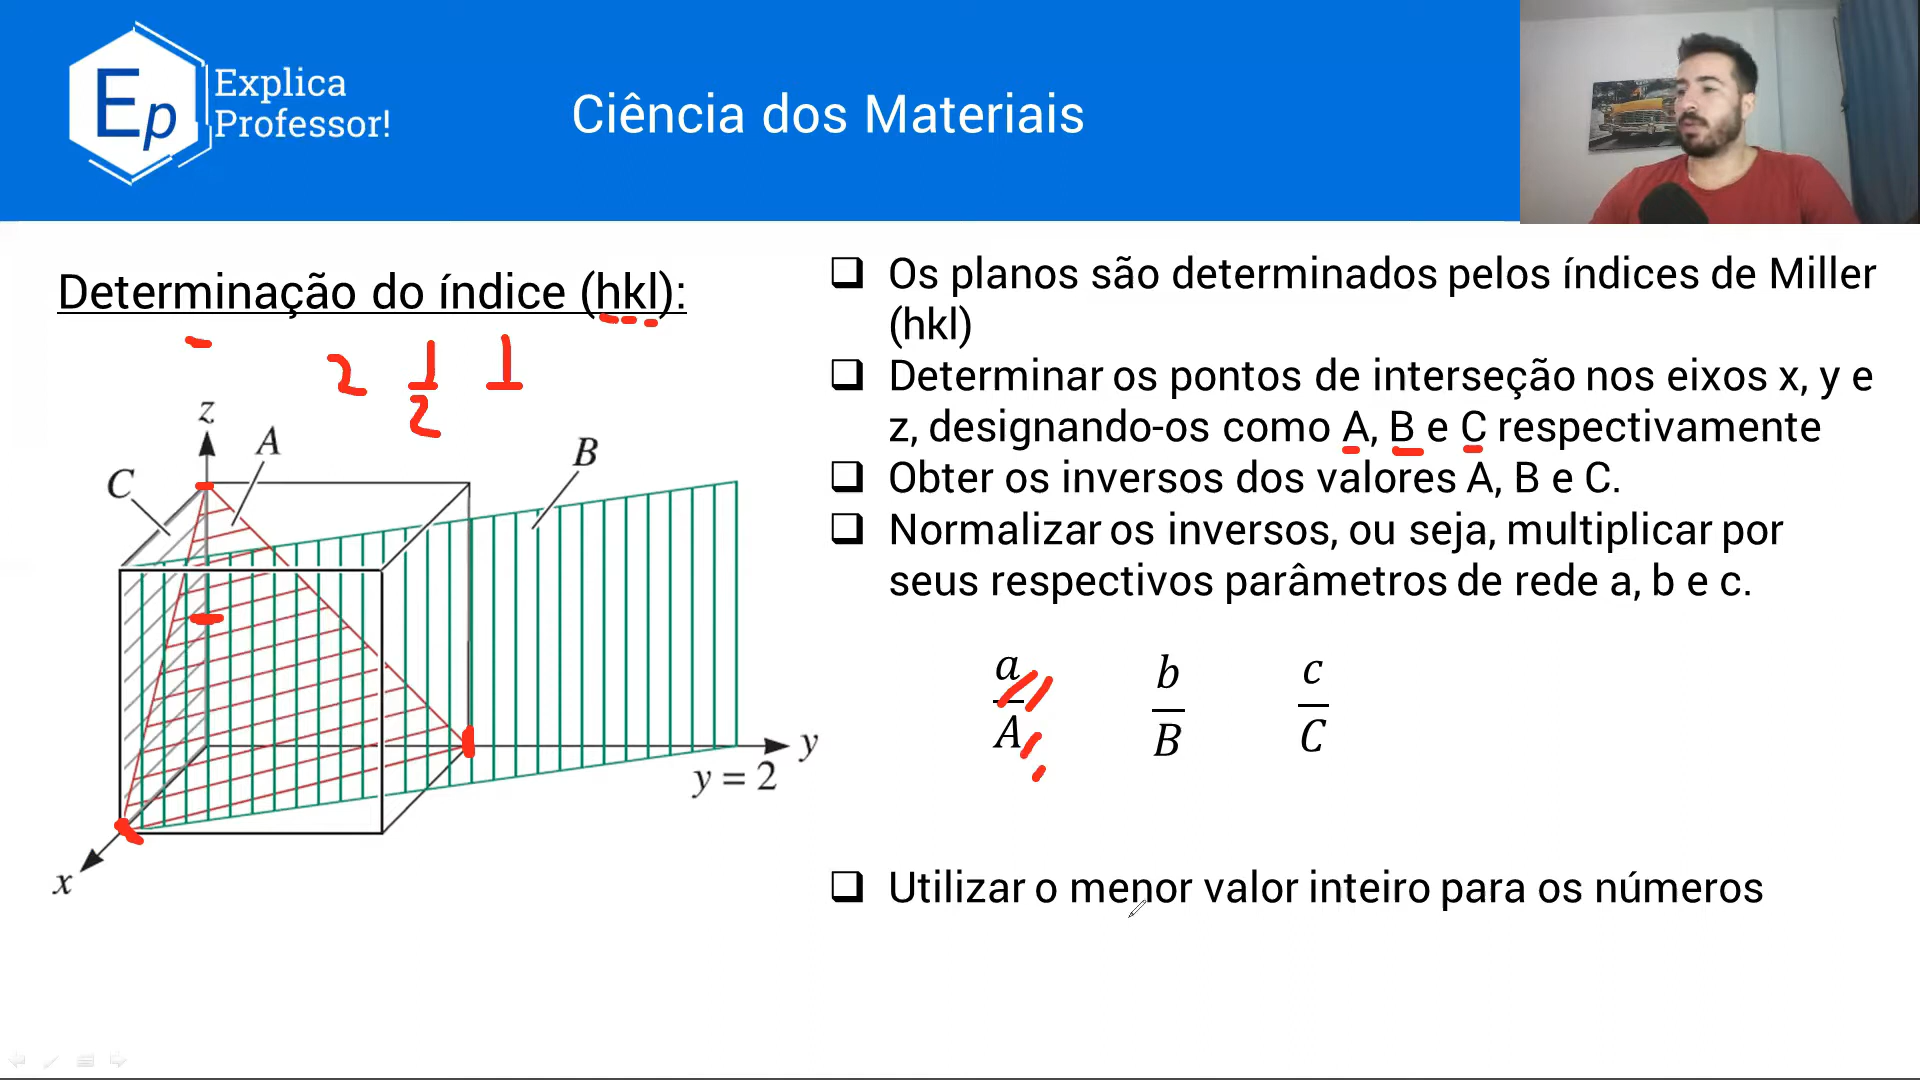 Ep
Explica
Professor!
Ciência dos Materiais
Determinação do índice (hkl):
2 1/2 1
z
A
B
C
y
y = 2
x
❑ Os planos são determinados pelos índices de Miller
(hkl)
❑ Determinar os pontos de interseção nos eixos x, y e
z, designando-os como A, B e C respectivamente
❑ Obter os inversos dos valores A, B e C.
❑ Normalizar os inversos, ou seja, multiplicar por
seus respectivos parâmetros de rede a, b e c.
a b c
A B C
❑ Utilizar o menor valor inteiro para os números